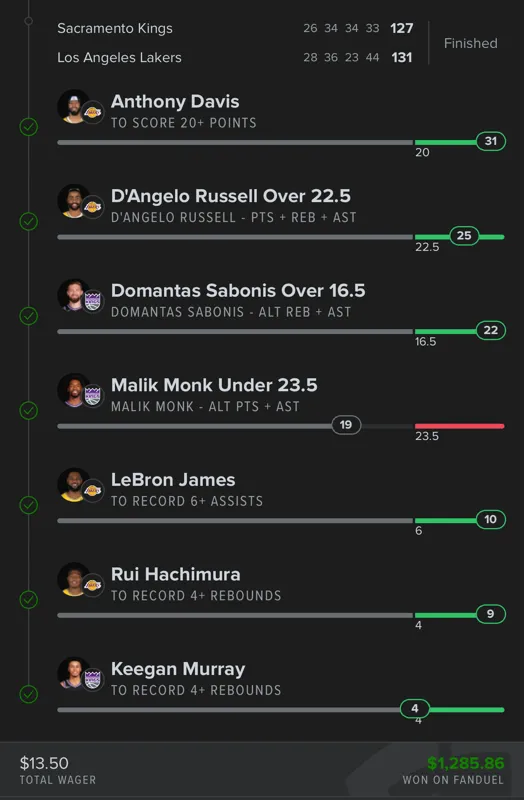 Sacramento Kings 26 34 34 33 127
Finished
Los Angeles Lakers 28 36 23 44 131
Anthony Davis
TO SCORE 20+ POINTS
31
20
D'Angelo Russell Over 22.5
D'ANGELO RUSSELL - PTS + REB + AST
25
22.5
Domantas Sabonis Over 16.5
DOMANTAS SABONIS - ALT REB + AST
22
16.5
Malik Monk Under 23.5
MALIK MONK - ALT PTS + AST
19
23.5
LeBron James
TO RECORD 6+ ASSISTS
10
6
Rui Hachimura
TO RECORD 4+ REBOUNDS
9
4
Keegan Murray
TO RECORD 4+ REBOUNDS
4
4
$13.50 $1,285.86
TOTAL WAGER WON ON FANDUEL